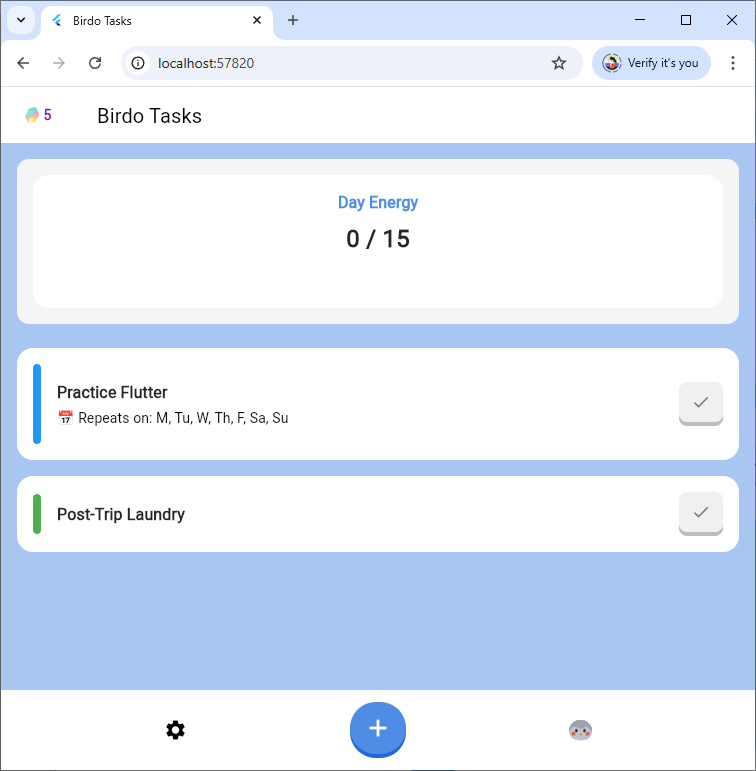 Birdo Tasks
localhost:57820
Verify it's you
5
Birdo Tasks
Day Energy
0 / 15
Practice Flutter
📅 Repeats on: M, Tu, W, Th, F, Sa, Su
Post-Trip Laundry